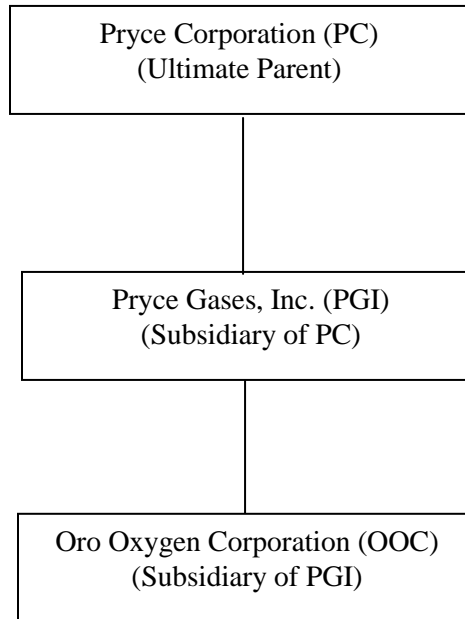 Pryce Corporation (PC)
(Ultimate Parent)
Pryce Gases, Inc. (PGI)
(Subsidiary of PC)
Oro Oxygen Corporation (OOC)
(Subsidiary of PGI)